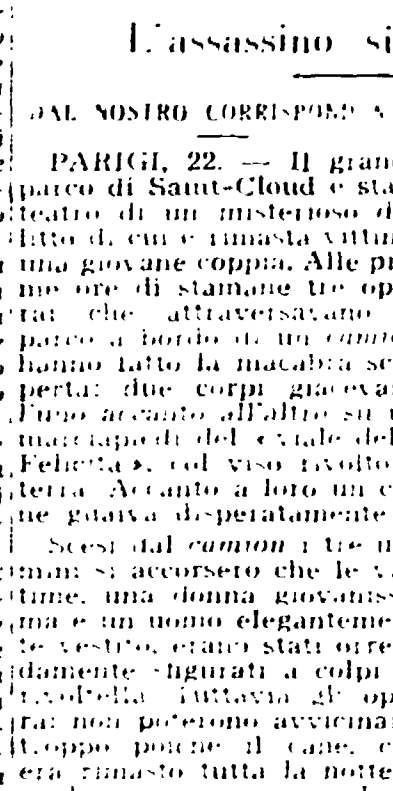 L'assassino si
DAL NOSTRO
PARIGI, 22. — Il gran
parco di Saint-Cloud è sta
teatro di un misterioso d
litto di cui è rimasta vitti
una giovane coppia. Alle pr
me ore di stamane tre op
rai che attraversavano
parco a bordo di un camio
hanno fatto la macabra sc
perta: due corpi giaceva
l'uno accanto all'altro su
marciapiedi del «viale del
Felicità», col viso rivolto
terra. Accanto a loro un c
ne guaiva disperatamente
Scesi dal camion i tre u
mini si accorsero che le v
time, una donna giovanis
ma e un uomo eleganteme
te vestito, erano stati orre
damente sfigurati a colpi
rivoltella. Tuttavia gli op
rai non poterono avvicina
troppo poiché il cane, c
era rimasto tutta la notte